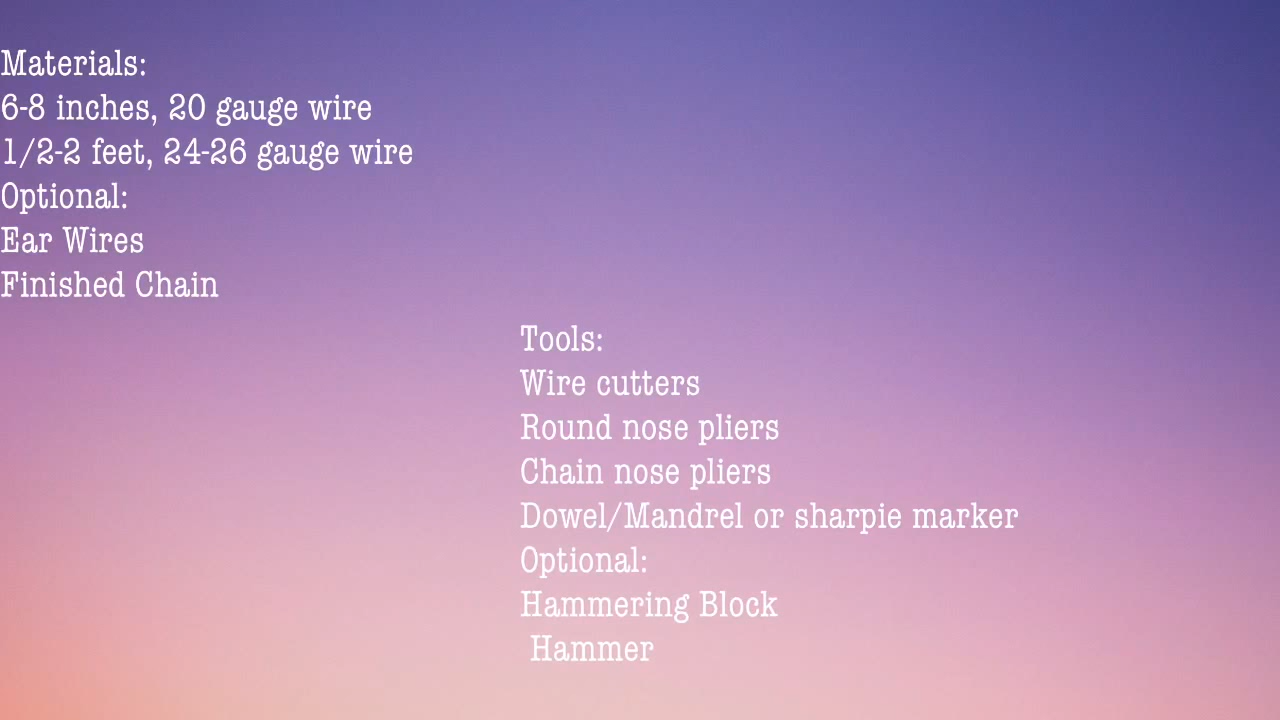 Materials:
6-8 inches, 20 gauge wire
1/2-2 feet, 24-26 gauge wire
Optional:
Ear Wires
Finished Chain
Tools:
Wire cutters
Round nose pliers
Chain nose pliers
Dowel/Mandrel or sharpie marker
Optional:
Hammering Block
Hammer